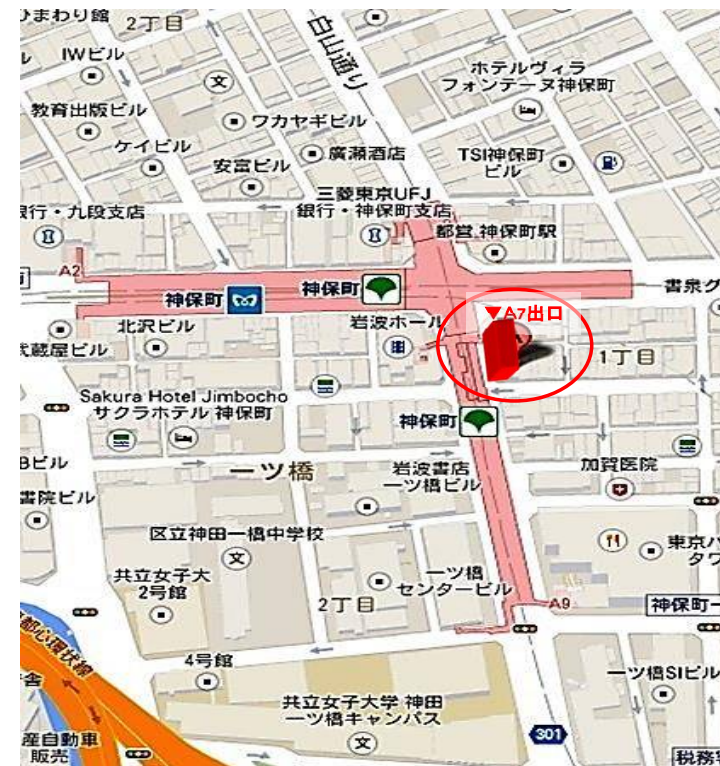 ひまわり館
2丁目
白山通り
IWビル
ホテルヴィラ
フォンテーヌ神保町
教育出版ビル
ワカヤギビル
ケイビル
廣瀬酒店
TSI神保町
ビル
安富ビル
三菱東京UFJ
銀行・神保町支店
銀行・九段支店
都営 神保町駅
A2
神保町
神保町
書泉グ
▼A7出口
北沢ビル
岩波ホール
武蔵屋ビル
1丁目
Sakura Hotel Jimbocho
サクラホテル 神保町
神保町
Bビル
一ツ橋
岩波書店
一ツ橋ビル
加賀医院
書院ビル
区立神田一橋中学校
東京パ
タワ
共立女子大
2号館
一ツ橋
センタービル
2丁目
A9
神保町一
都心環状線
4号館
一ツ橋SIビル
共立女子大学 神田
一ツ橋キャンパス
301
産自動車
販売
税務